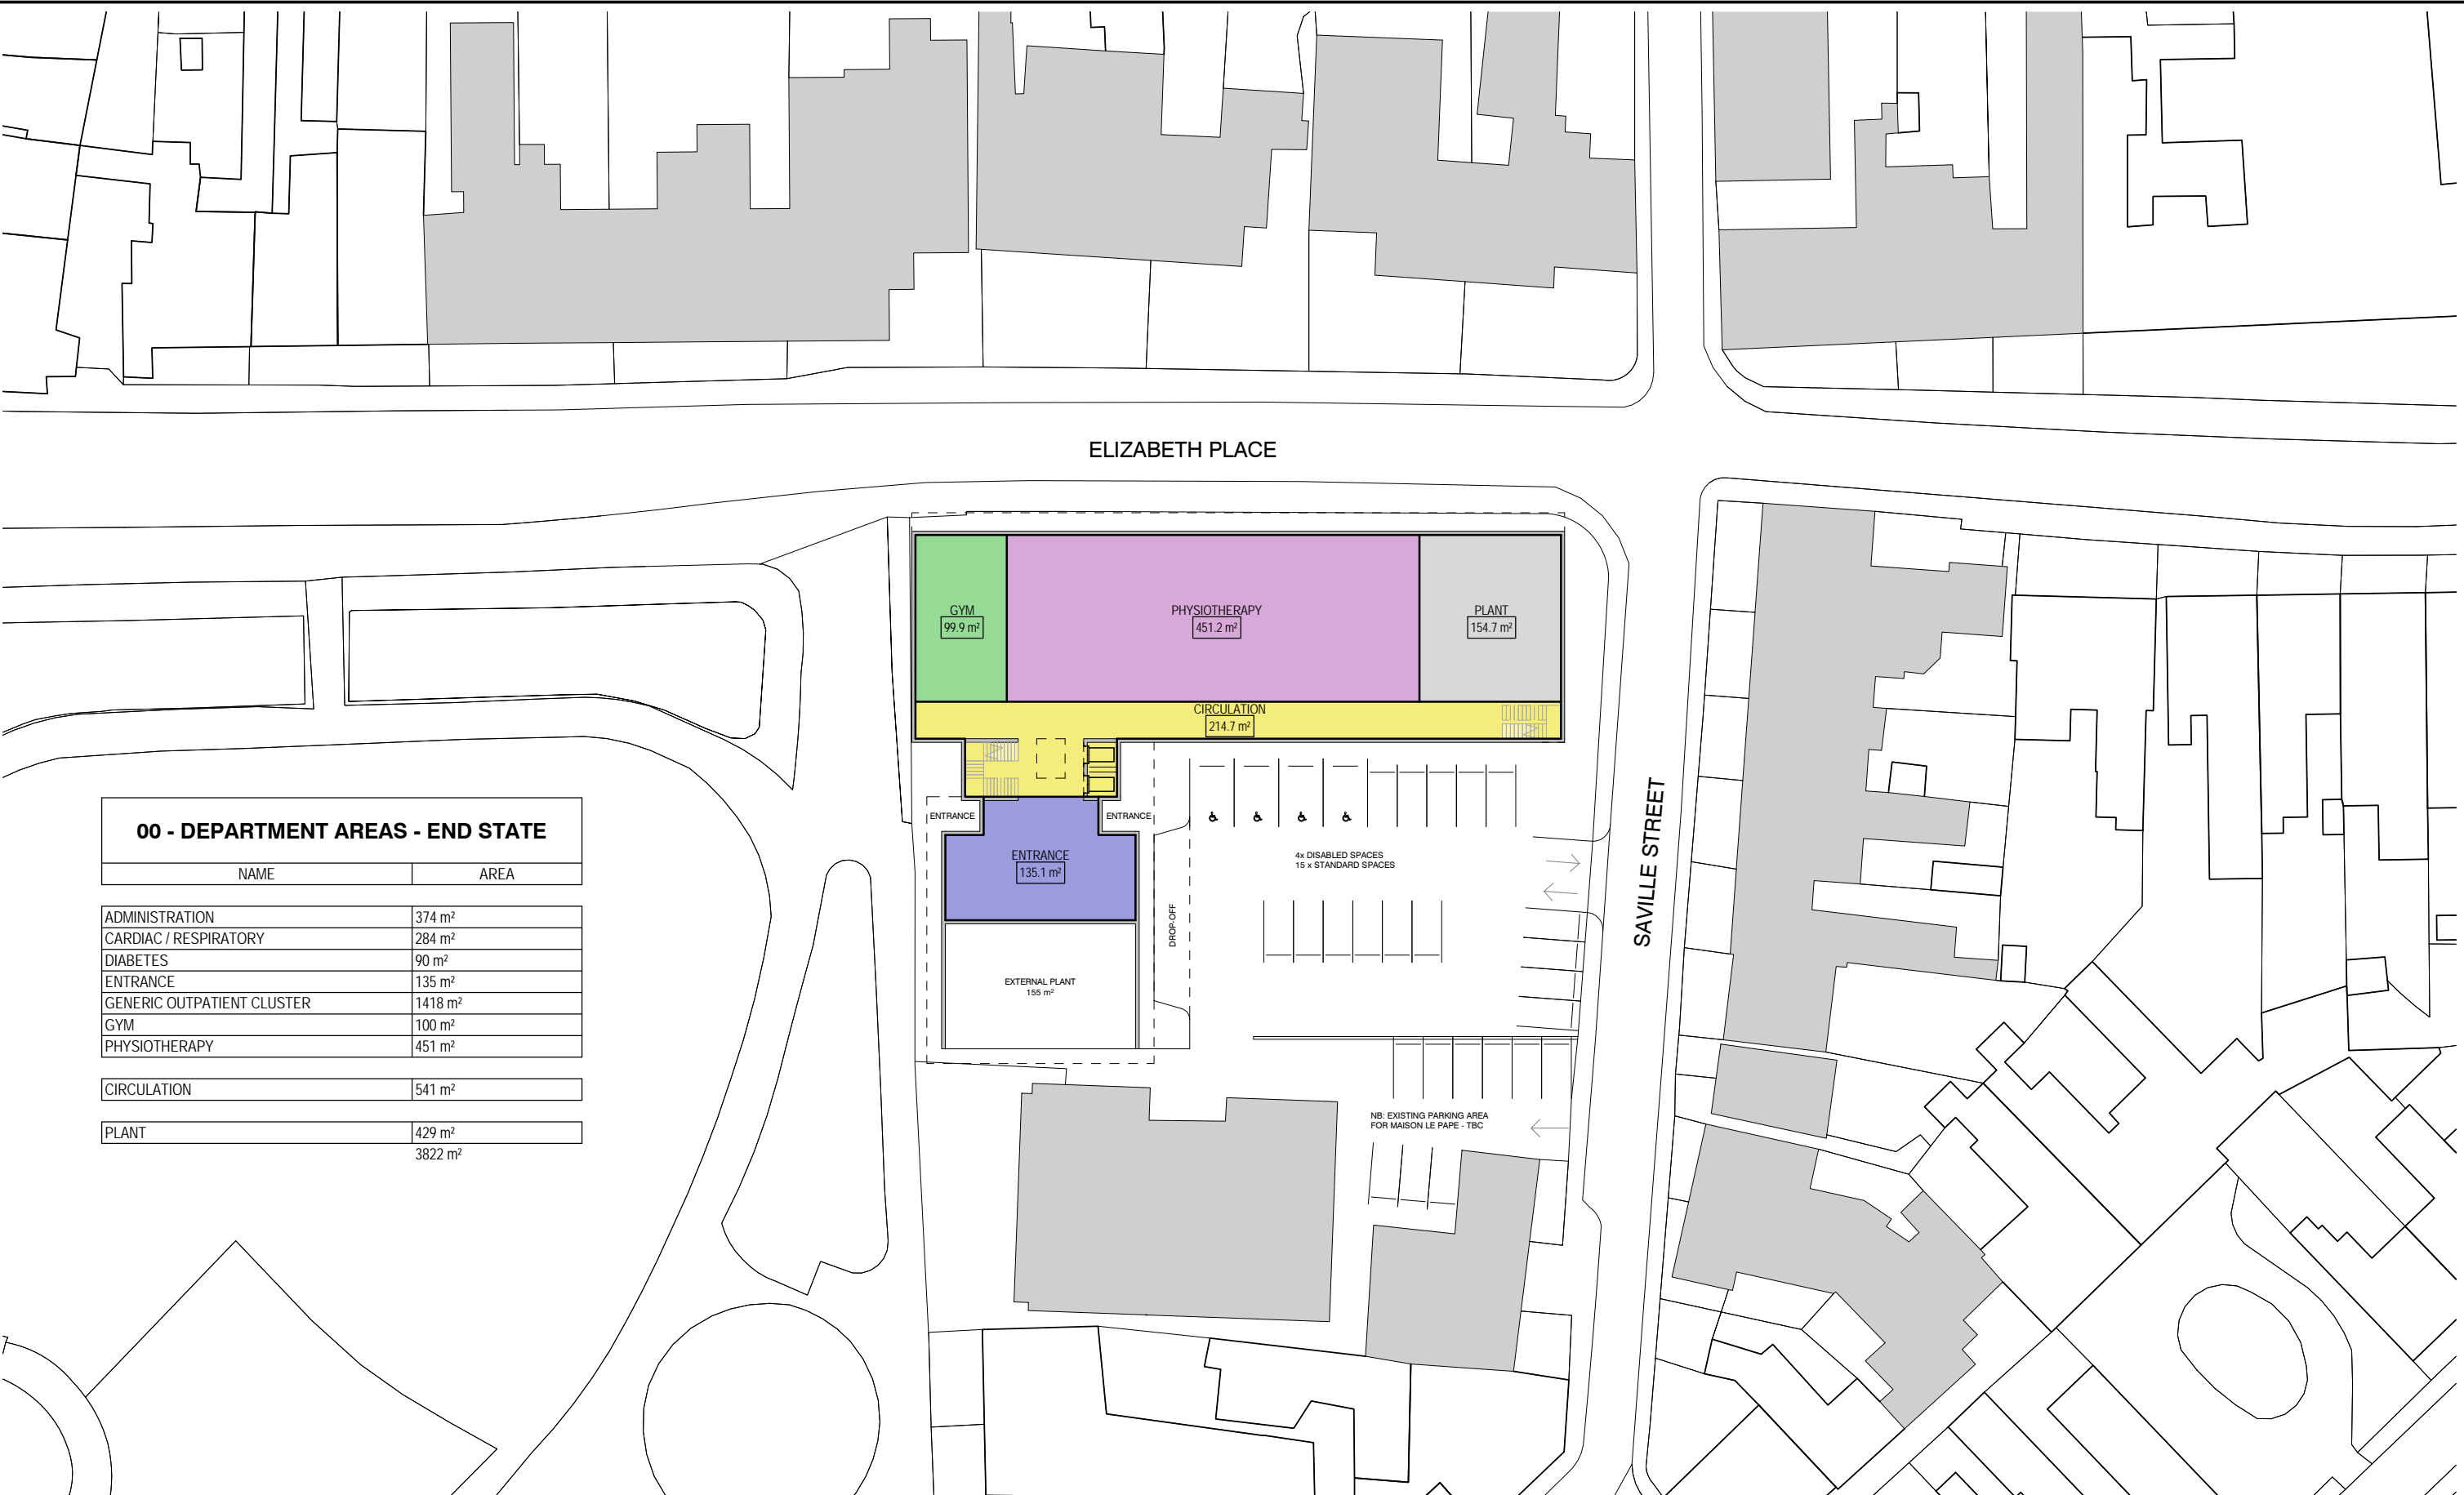 ELIZABETH PLACE
GYM
99.9 m²
PHYSIOTHERAPY
451.2 m²
PLANT
154.7 m²
CIRCULATION
214.7 m²
ENTRANCE
ENTRANCE
ENTRANCE
135.1 m²
DROP-OFF
EXTERNAL PLANT
155 m²
4x DISABLED SPACES
15 x STANDARD SPACES
SAVILLE STREET
NB: EXISTING PARKING AREA
FOR MAISON LE PAPE - TBC
00 - DEPARTMENT AREAS - END STATE
NAME AREA
ADMINISTRATION 374 m²
CARDIAC / RESPIRATORY 284 m²
DIABETES 90 m²
ENTRANCE 135 m²
GENERIC OUTPATIENT CLUSTER 1418 m²
GYM 100 m²
PHYSIOTHERAPY 451 m²
CIRCULATION 541 m²
PLANT 429 m²
3822 m²